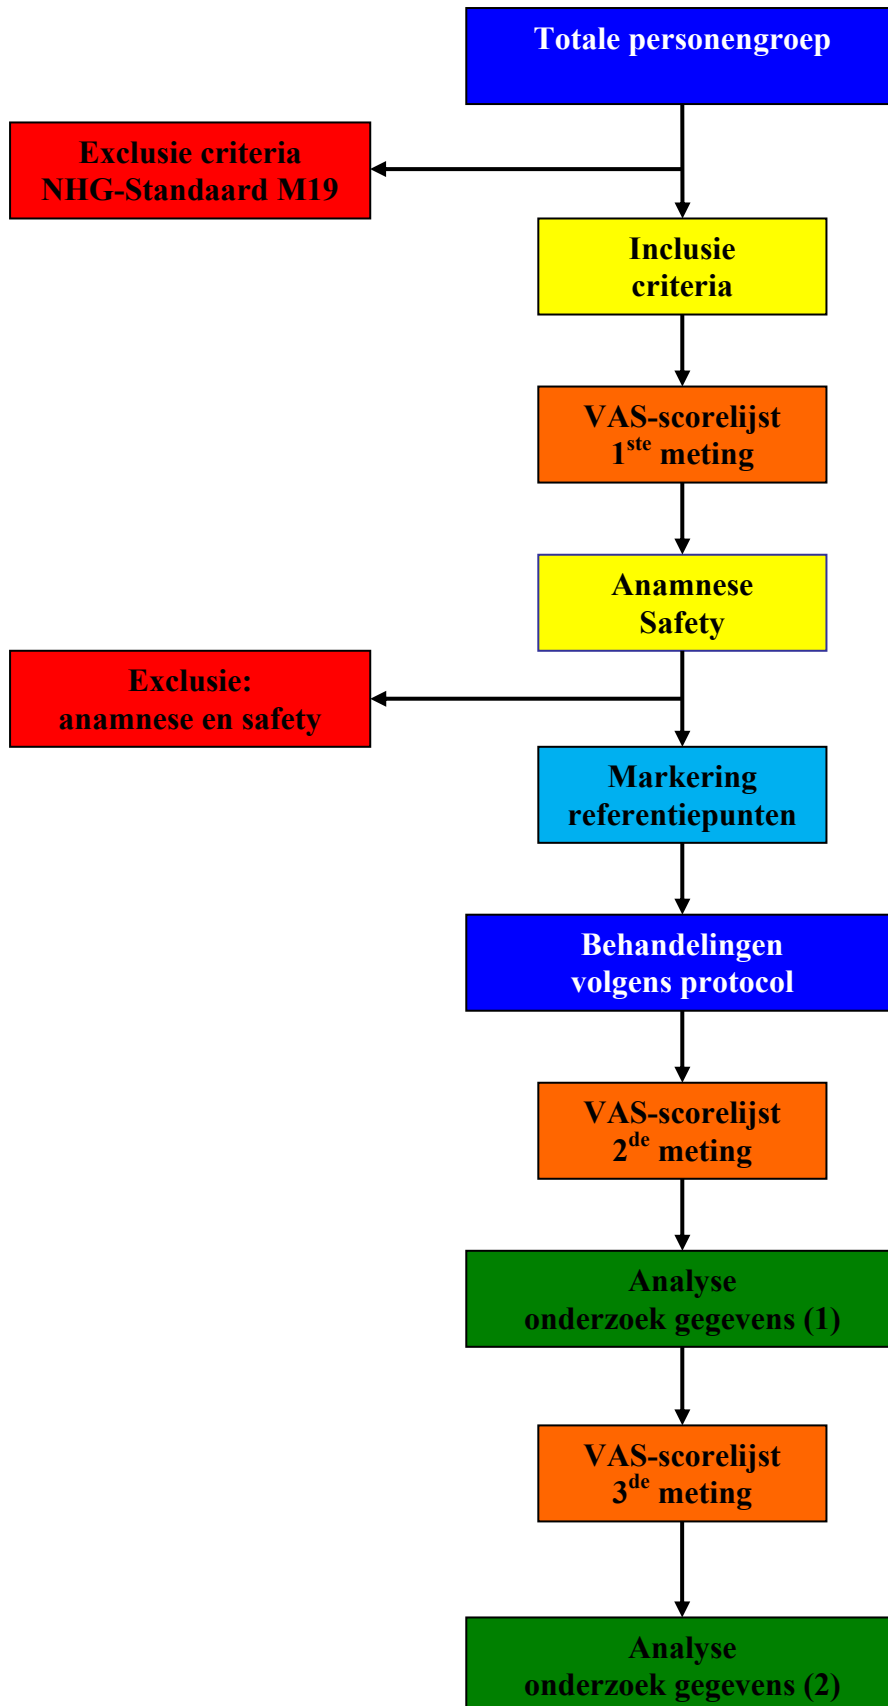 Totale personengroep
Exclusie criteria
NHG-Standaard M19
Inclusie
criteria
VAS-scorelijst
1ste meting
Anamnese
Safety
Exclusie:
anamnese en safety
Markering
referentiepunten
Behandelingen
volgens protocol
VAS-scorelijst
2de meting
Analyse
onderzoek gegevens (1)
VAS-scorelijst
3de meting
Analyse
onderzoek gegevens (2)